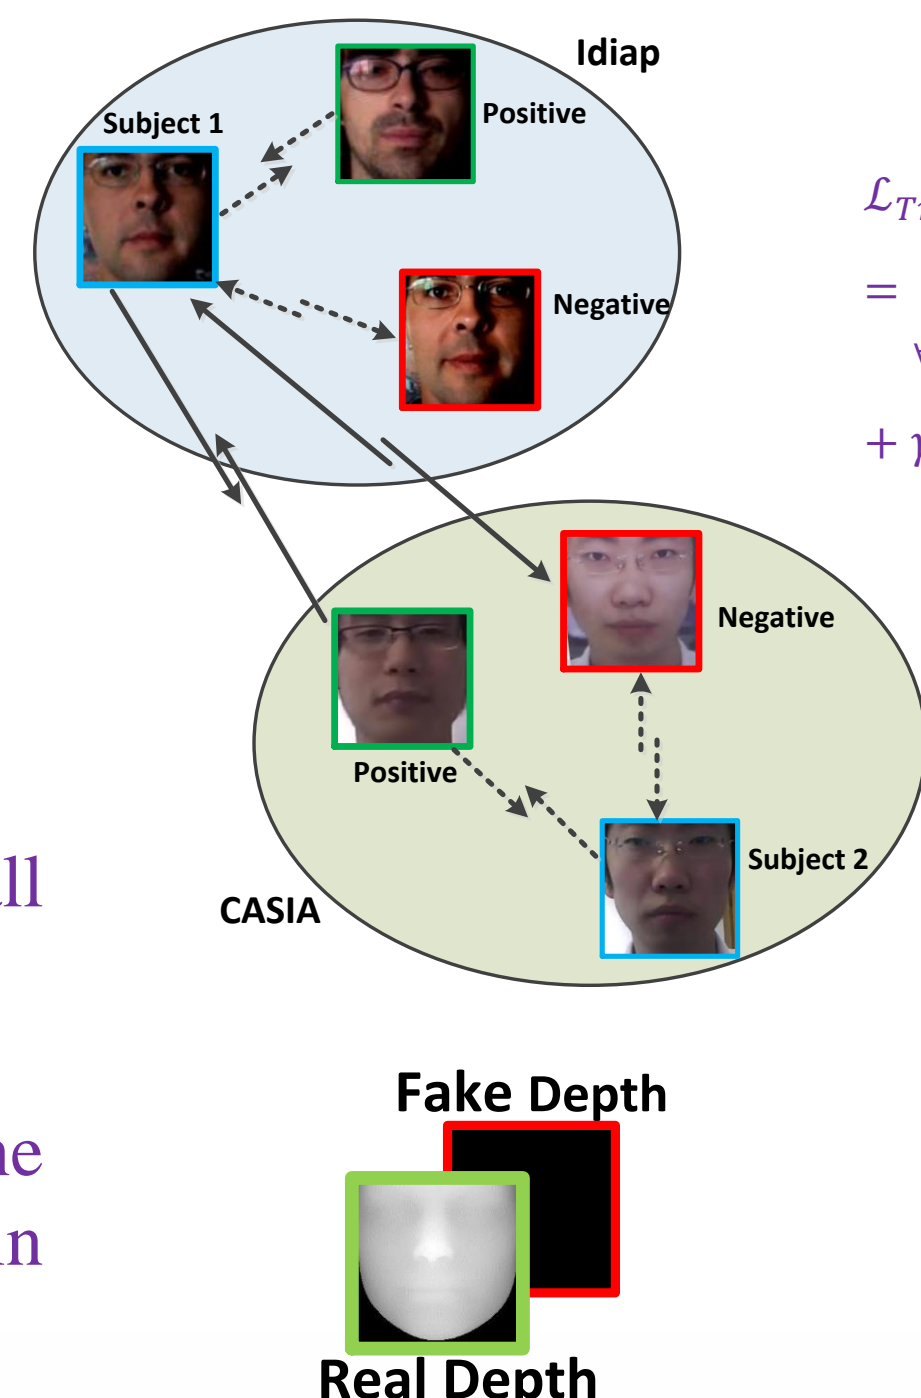 Idiap
Positive
Subject 1
Negative
=
+
Negative
Positive
Subject 2
CASIA
Fake Depth
Real Depth